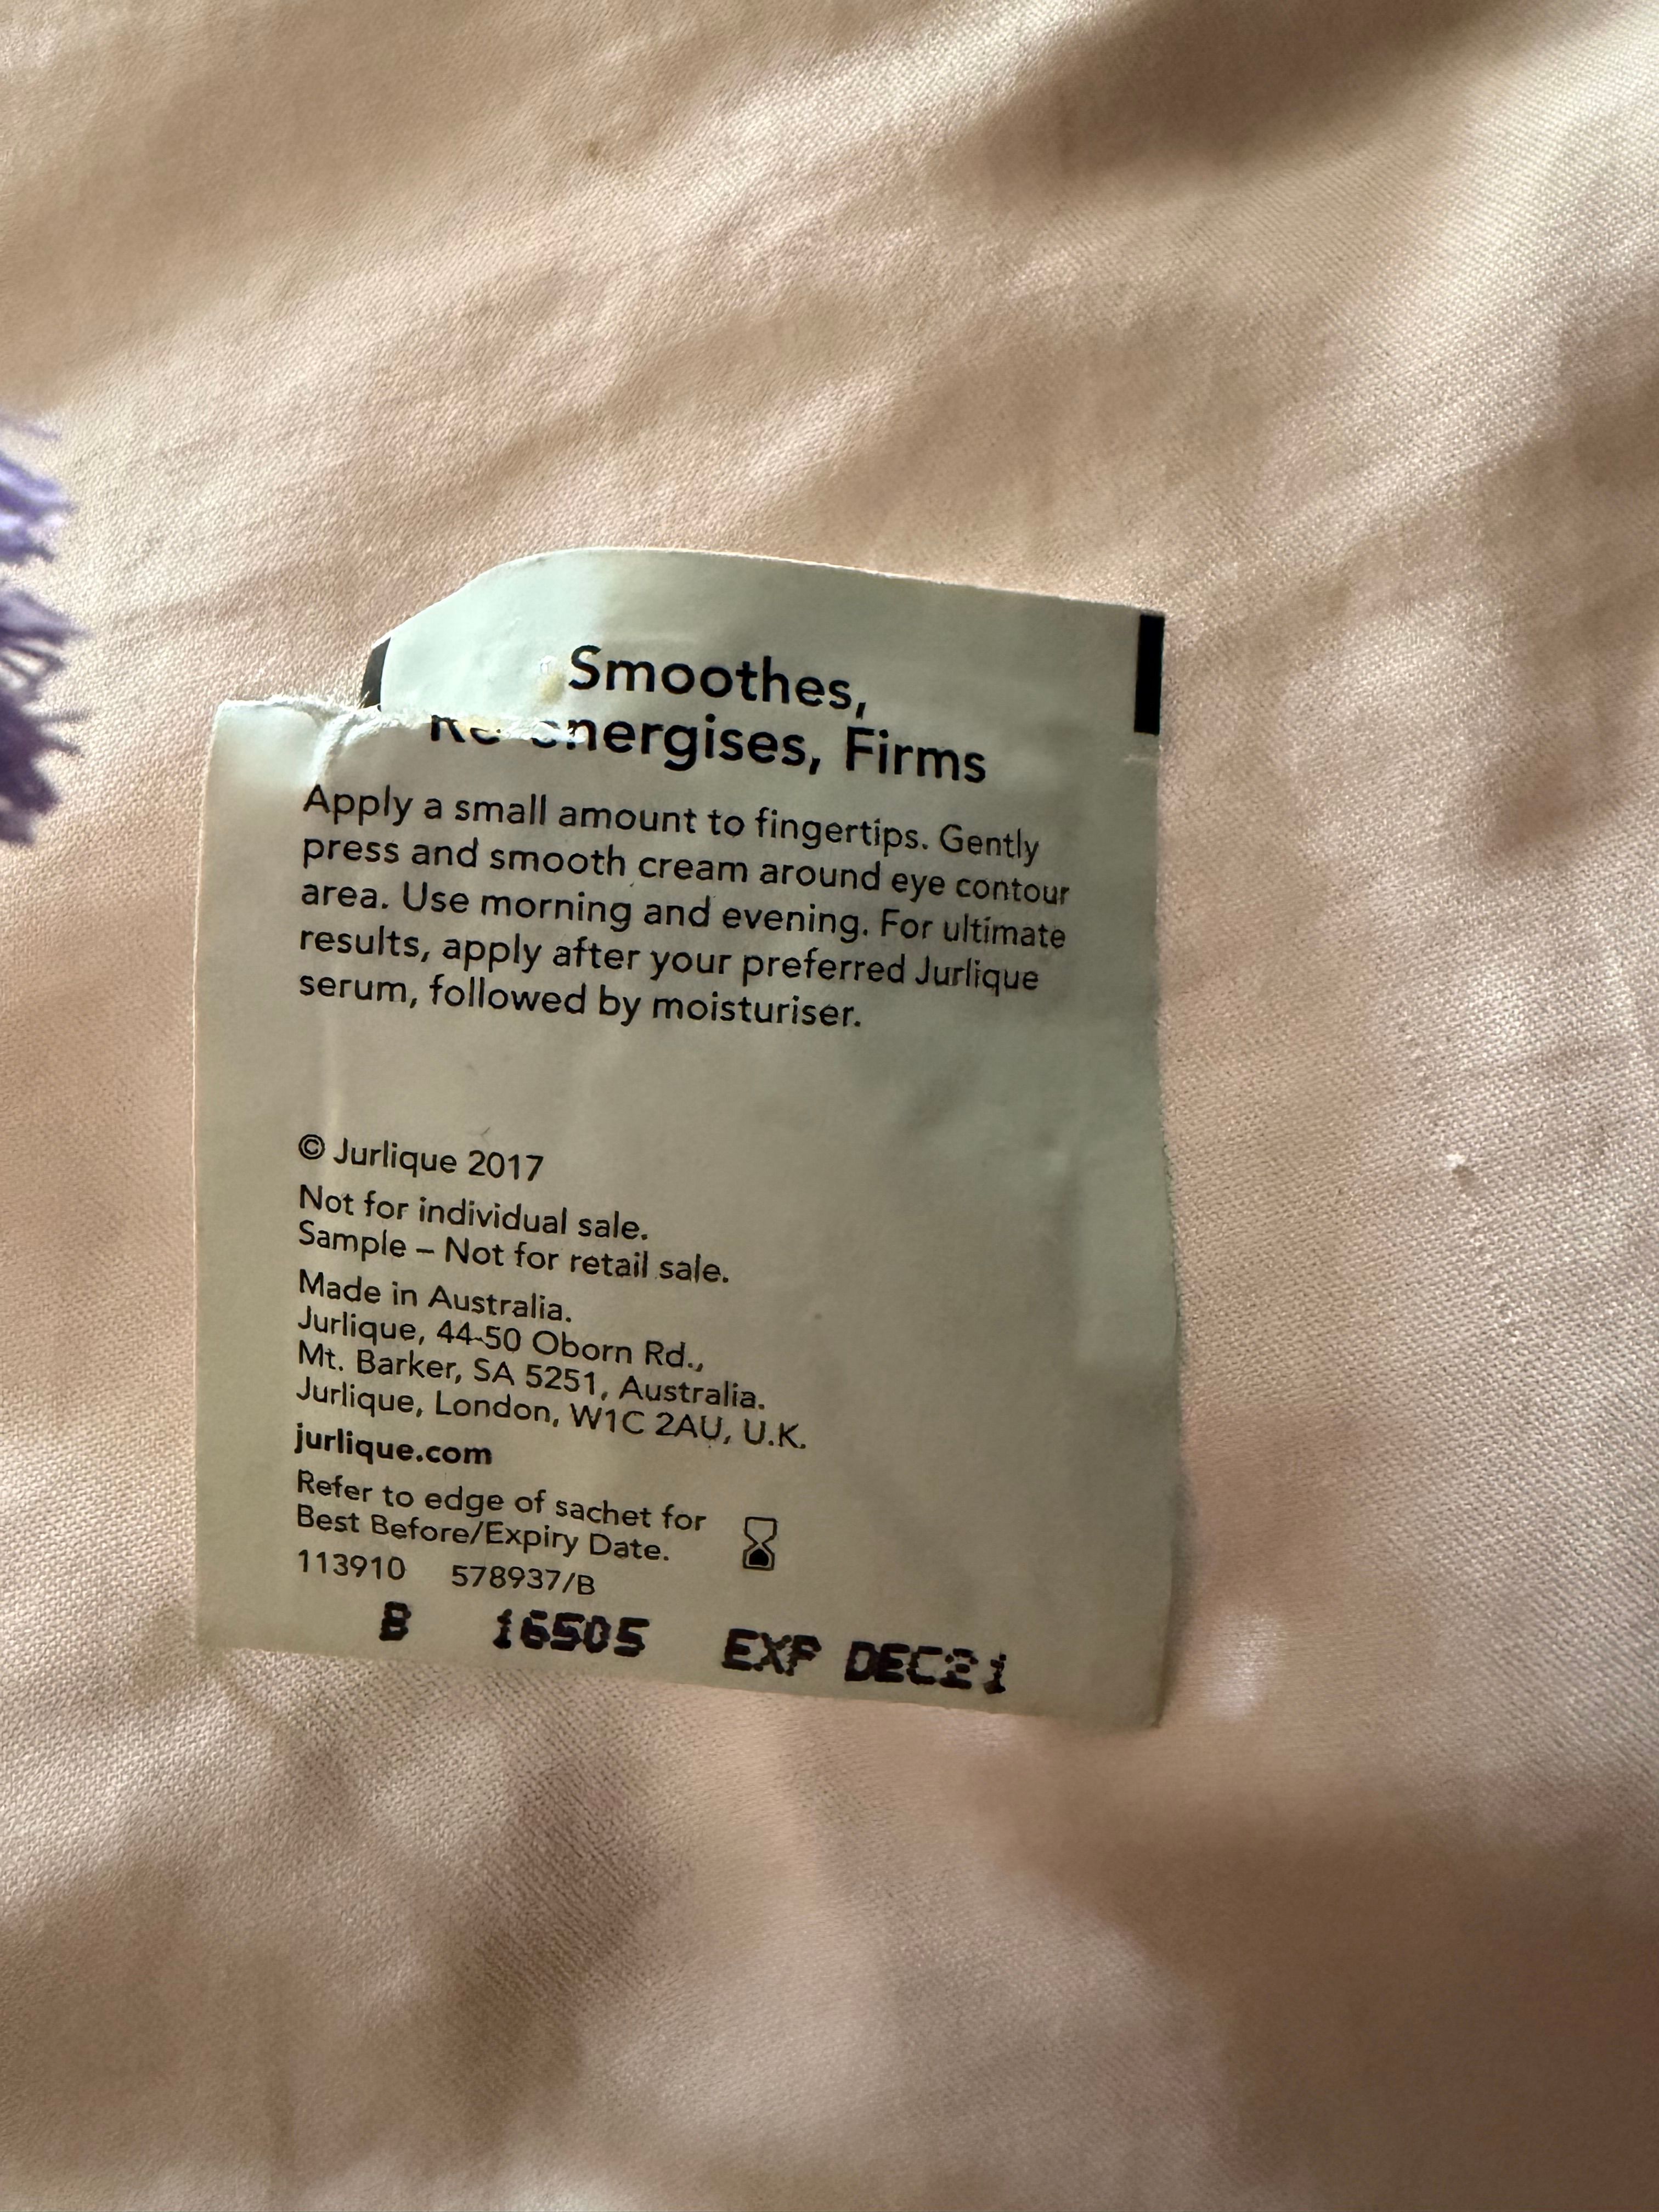 Smoothes,
Re-energises, Firms
Apply a small amount to fingertips. Gently
press and smooth cream around eye contour
area. Use morning and evening. For ultimate
results, apply after your preferred Jurlique
serum, followed by moisturiser.
© Jurlique 2017
Not for individual sale.
Sample – Not for retail sale.
Made in Australia.
Jurlique, 44-50 Oborn Rd.,
Mt. Barker, SA 5251, Australia.
Jurlique, London, W1C 2AU, U.K.
jurlique.com
Refer to edge of sachet for
Best Before/Expiry Date.
113910 578937/B
B 16505 EXP DEC21